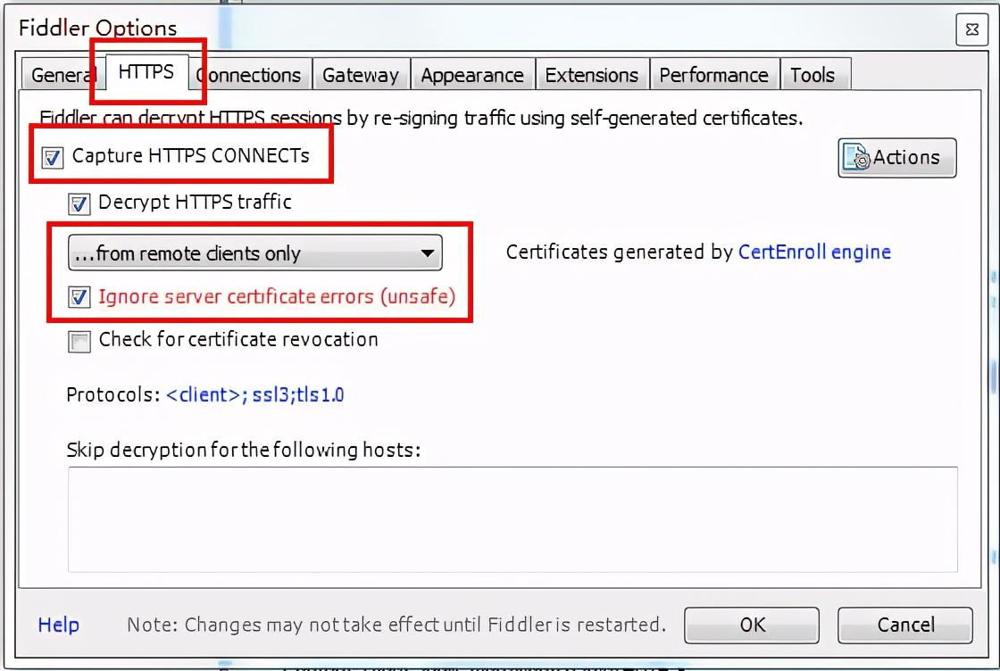 Fiddler Options
General HTTPS Connections Gateway Appearance Extensions Performance Tools
Fiddler can decrypt HTTPS sessions by re-signing traffic using self-generated certificates.
Capture HTTPS CONNECTs
Actions
Decrypt HTTPS traffic
...from remote clients only
Certificates generated by CertEnroll engine
Ignore server certificate errors (unsafe)
Check for certificate revocation
Protocols: <client>; ssl3;tls1.0
Skip decryption for the following hosts:
Help Note: Changes may not take effect until Fiddler is restarted. OK Cancel